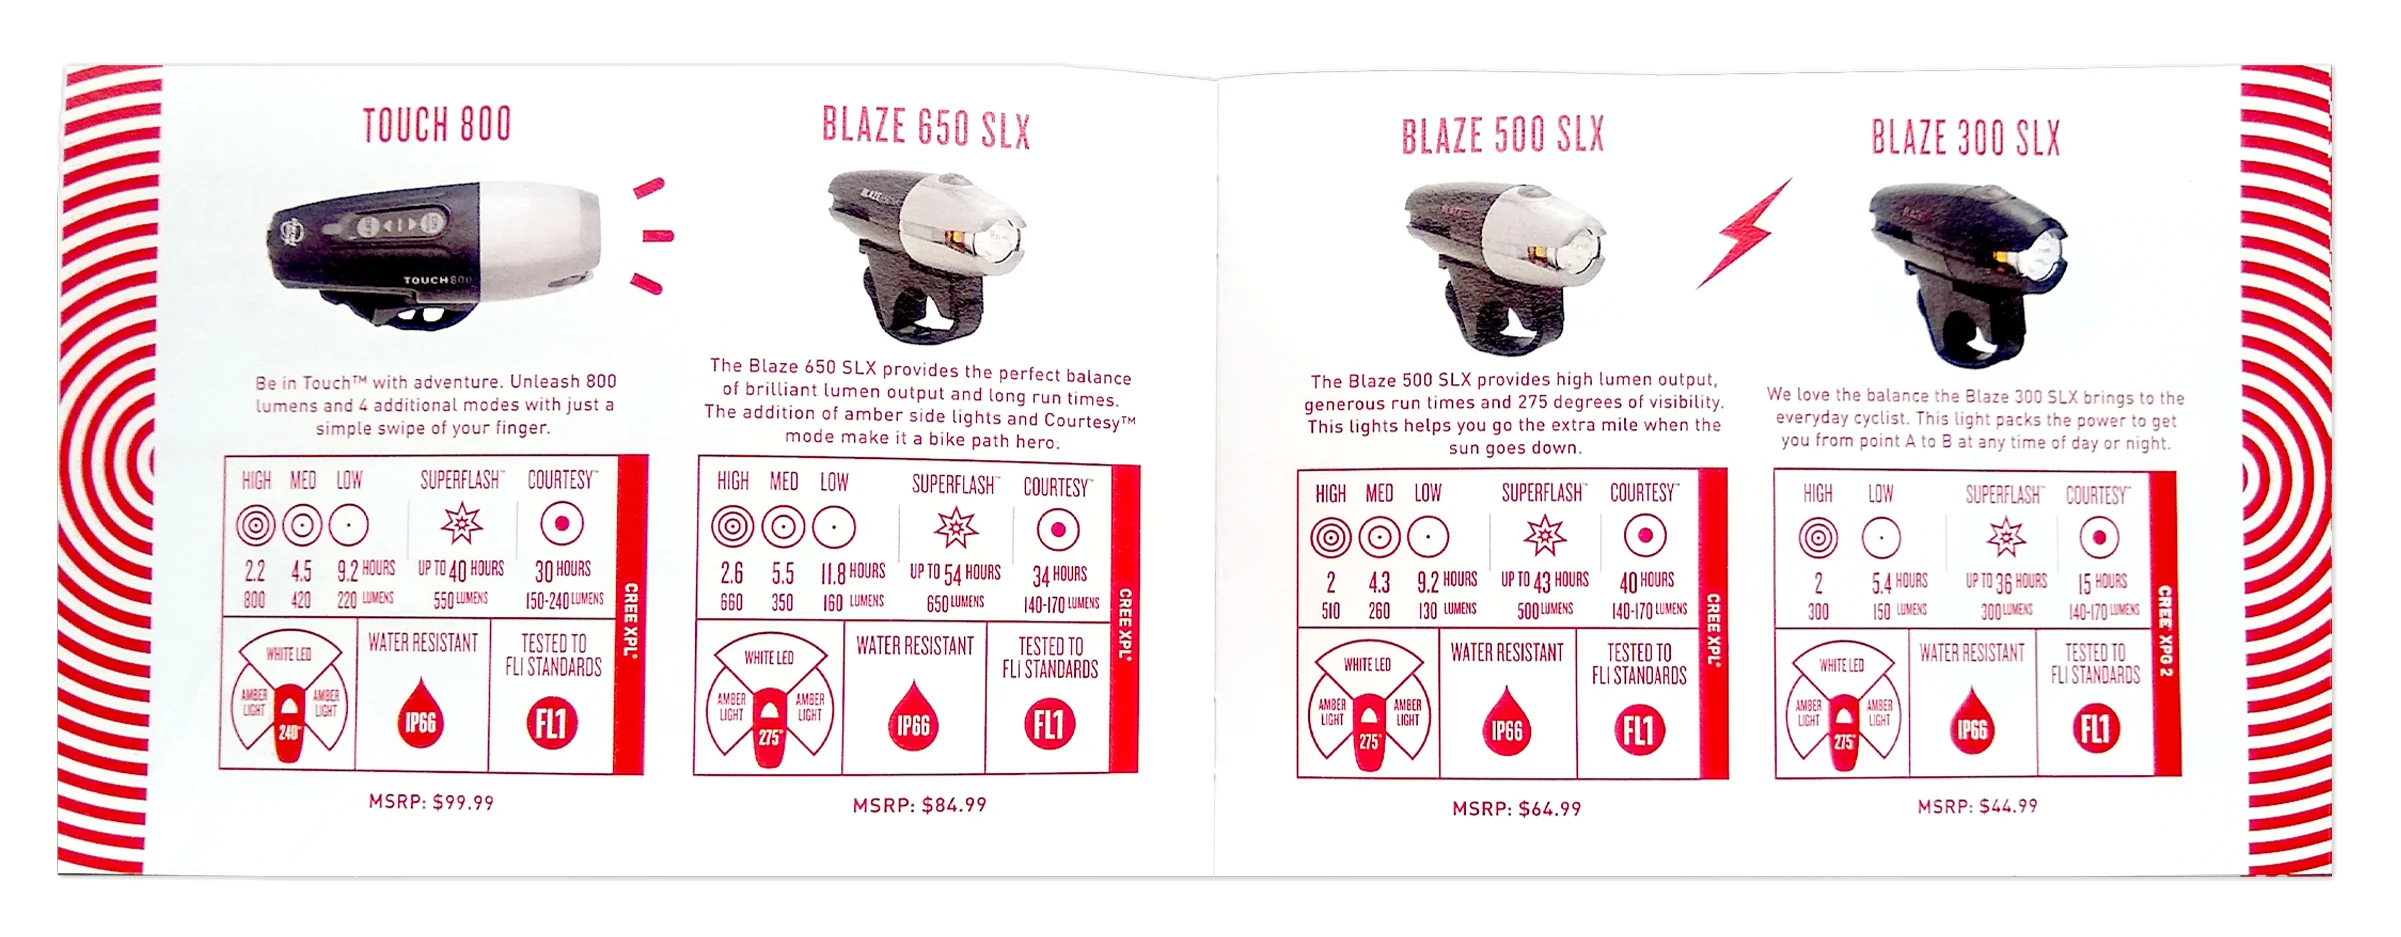 TOUCH 800
TOUCH800
Be in Touch™ with adventure. Unleash 800
lumens and 4 additional modes with just a
simple swipe of your finger.
HIGH MED LOW SUPERFLASH™ COURTESY™
2.2 4.5 9.2 HOURS UP TO 40 HOURS 30 HOURS
800 420 220 LUMENS 550 LUMENS 150-240 LUMENS
CREE XPL®
WHITE LED
AMBER LIGHT
AMBER LIGHT
240°
WATER RESISTANT
IP66
TESTED TO
FLI STANDARDS
FL1
MSRP: $99.99
BLAZE 650 SLX
BLAZE
The Blaze 650 SLX provides the perfect balance
of brilliant lumen output and long run times.
The addition of amber side lights and Courtesy™
mode make it a bike path hero.
HIGH MED LOW SUPERFLASH™ COURTESY™
2.6 5.5 11.8 HOURS UP TO 54 HOURS 34 HOURS
660 350 160 LUMENS 650 LUMENS 140-170 LUMENS
CREE XPL®
WHITE LED
AMBER LIGHT
AMBER LIGHT
275°
WATER RESISTANT
IP66
TESTED TO
FLI STANDARDS
FL1
MSRP: $84.99
BLAZE 500 SLX
BLAZE
The Blaze 500 SLX provides high lumen output,
generous run times and 275 degrees of visibility.
This lights helps you go the extra mile when the
sun goes down.
HIGH MED LOW SUPERFLASH™ COURTESY™
2 4.3 9.2 HOURS UP TO 43 HOURS 40 HOURS
510 260 130 LUMENS 500 LUMENS 140-170 LUMENS
CREE XPL®
WHITE LED
AMBER LIGHT
AMBER LIGHT
275°
WATER RESISTANT
IP66
TESTED TO
FLI STANDARDS
FL1
MSRP: $64.99
BLAZE 300 SLX
BLAZE
We love the balance the Blaze 300 SLX brings to the
everyday cyclist. This light packs the power to get
you from point A to B at any time of day or night.
HIGH LOW SUPERFLASH™ COURTESY™
2 5.4 HOURS UP TO 36 HOURS 15 HOURS
300 150 LUMENS 300 LUMENS 140-170 LUMENS
CREE XPG 2
WHITE LED
AMBER LIGHT
AMBER LIGHT
275°
WATER RESISTANT
IP66
TESTED TO
FLI STANDARDS
FL1
MSRP: $44.99